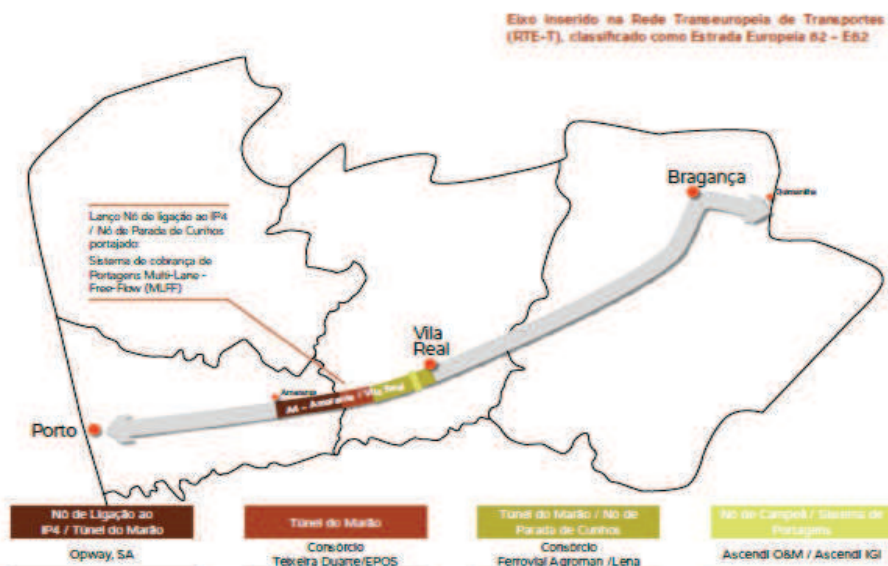 Eixo inserido na Rede Transeuropeia de Transportes
(RTE-T), classificado como Estrada Europeia 82 – E82
Bragança
Quintanilha
Lanço Nó de ligação ao IP4
/ Nó de Parada de Cunhos
portajado
Sistema de cobrança de
Portagens Multi-Lane -
Free-Flow (MLFF)
Vila
Real
Amarante
A4 - Amarante / Vila Real
Porto
Nó de Ligação ao
IP4 / Túnel do Marão
Opway, SA
Túnel do Marão
Consórcio
Teixeira Duarte/EPOS
Túnel do Marão / Nó de
Parada de Cunhos
Consórcio
Ferrovial Agroman /Lena
Nó de Campeã / Sistema de
Portagens
Ascendi O&M / Ascendi IGI